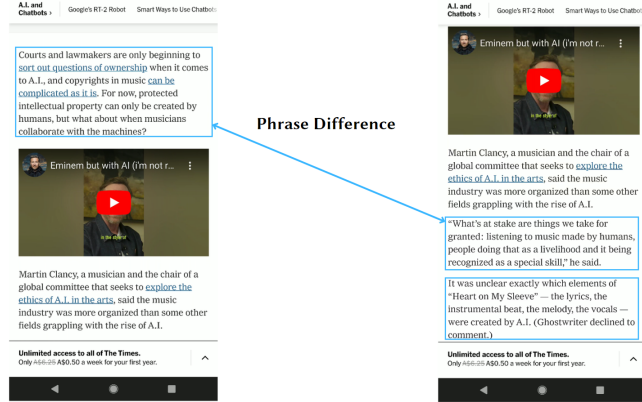 A.I. and
Chatbots ›
Google's RT-2 Robot
Smart Ways to Use Chatbots
Courts and lawmakers are only beginning to
sort out questions of ownership when it comes
to A.I., and copyrights in music can be
complicated as it is. For now, protected
intellectual property can only be created by
humans, but what about when musicians
collaborate with the machines?
Eminem but with AI (i'm not r...
in the style of
Martin Clancy, a musician and the chair of a
global committee that seeks to explore the
ethics of A.I. in the arts, said the music
industry was more organized than some other
fields grappling with the rise of A.I.
Unlimited access to all of The Times.
Only A$6.25 A$0.50 a week for your first year.
Phrase Difference
A.I. and
Chatbots ›
Google's RT-2 Robot
Smart Ways to Use Chatbot
Eminem but with AI (i'm not r...
in the style of
Martin Clancy, a musician and the chair of a
global committee that seeks to explore the
ethics of A.I. in the arts, said the music
industry was more organized than some other
fields grappling with the rise of A.I.
“What's at stake are things we take for
granted: listening to music made by humans,
people doing that as a livelihood and it being
recognized as a special skill,” he said.
It was unclear exactly which elements of
“Heart on My Sleeve” — the lyrics, the
instrumental beat, the melody, the vocals —
were created by A.I. (Ghostwriter declined to
comment.)
Unlimited access to all of The Times.
Only A$6.25 A$0.50 a week for your first year.